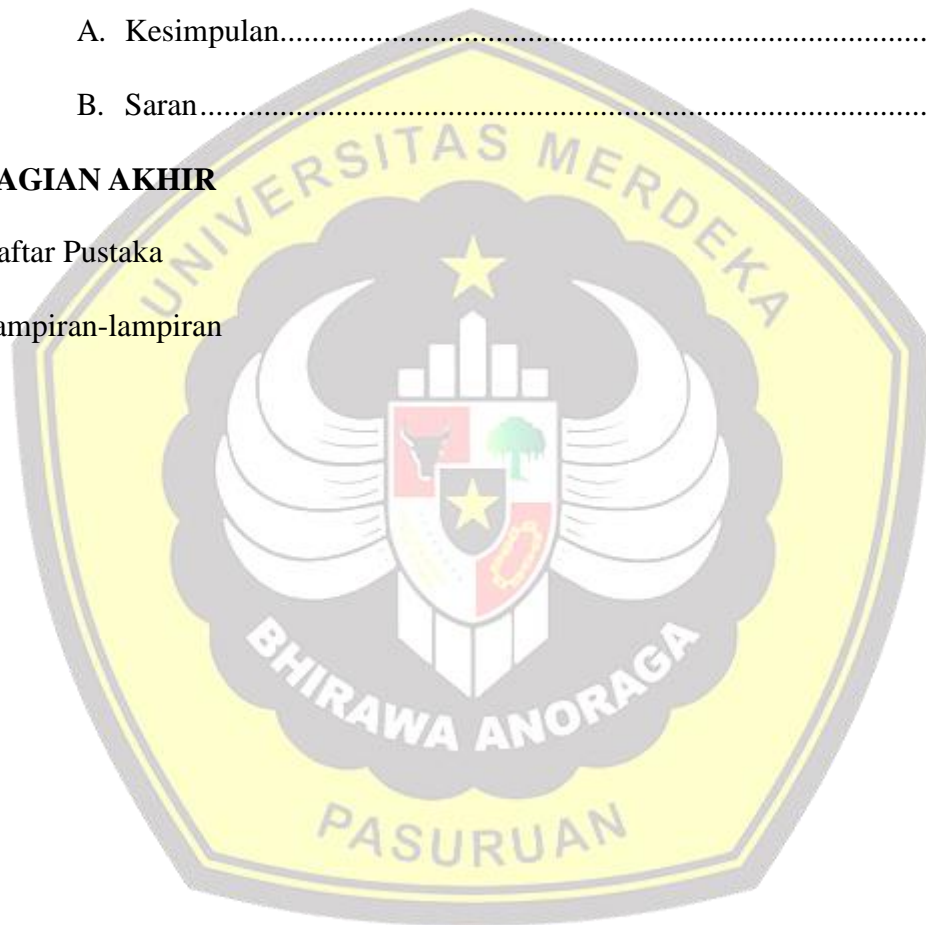 A. Kesimpulan
B. Saran
AGIAN AKHIR
aftar Pustaka
ampiran-lampiran
UNIVERSITAS MERDEKA
BHIRAWA ANORAGA
PASURUAN